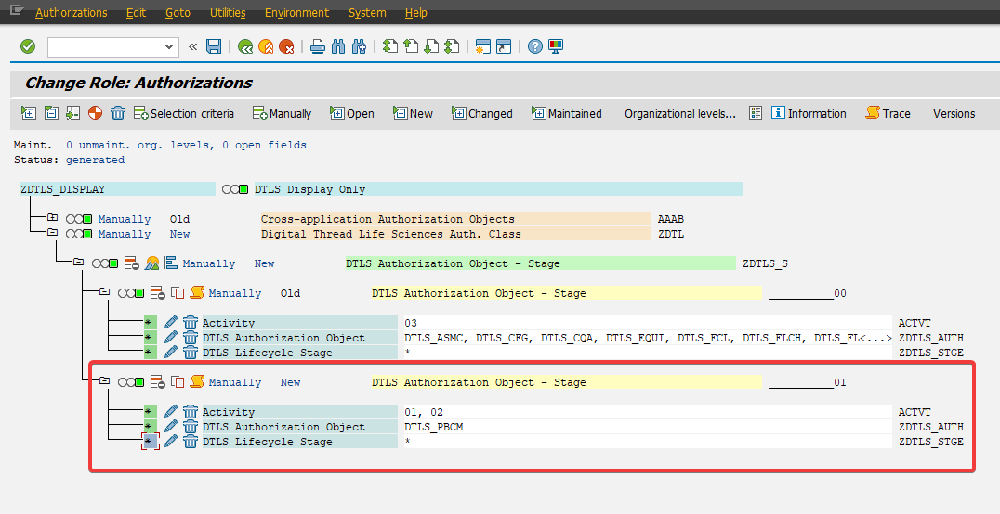 Authorizations Edit Goto Utilities Environment System Help
Change Role: Authorizations
Selection criteria Manually Open New Changed Maintained Organizational levels... Information Trace Versions
Maint. 0 unmaint. org. levels, 0 open fields
Status: generated
ZDTLS_DISPLAY DTLS Display Only
Manually Old Cross-application Authorization Objects AAAB
Manually New Digital Thread Life Sciences Auth. Class ZDTL
Manually New DTLS Authorization Object - Stage ZDTLS_S
Manually Old DTLS Authorization Object - Stage __________00
* Activity 03 ACTVT
* DTLS Authorization Object DTLS_ASMC, DTLS_CFG, DTLS_CQA, DTLS_EQUI, DTLS_FCL, DTLS_FLCH, DTLS_FL<...> ZDTLS_AUTH
* DTLS Lifecycle Stage * ZDTLS_STGE
Manually New DTLS Authorization Object - Stage __________01
* Activity 01, 02 ACTVT
* DTLS Authorization Object DTLS_PBCM ZDTLS_AUTH
* DTLS Lifecycle Stage * ZDTLS_STGE